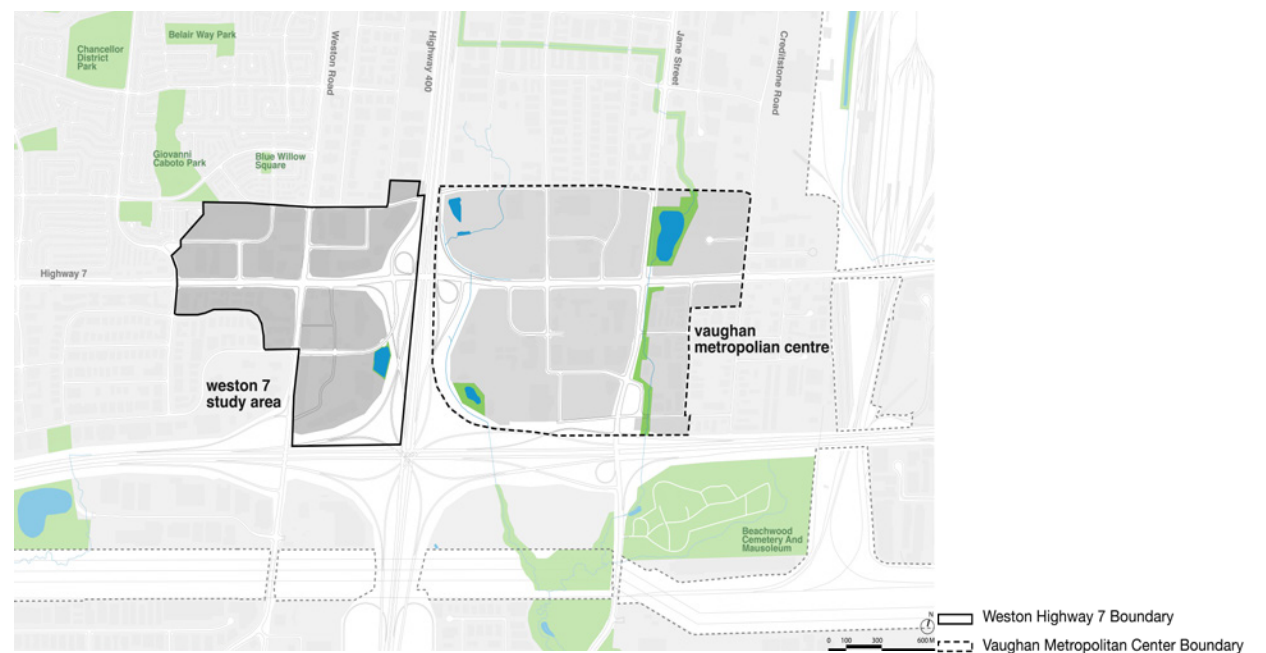 Belair Way Park
Chancellor
District
Park
Weston Road
Highway 400
Jane Street
Creditstone Road
Giovanni
Caboto Park
Blue Willow
Square
Highway 7
vaughan
metropolian centre
weston 7
study area
Beachwood
Cemetery And
Mausoleum
N
0 100 300 600M
Weston Highway 7 Boundary
Vaughan Metropolitan Center Boundary